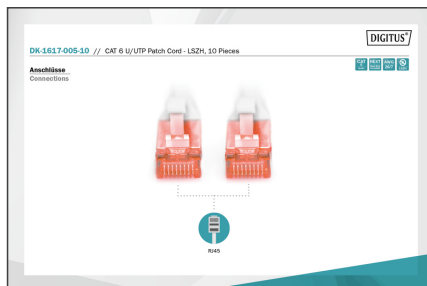 DIGITUS®
DK-1617-005-10 // CAT 6 U/UTP Patch Cord - LSZH, 10 Pieces
Anschlüsse
Connections
RJ45